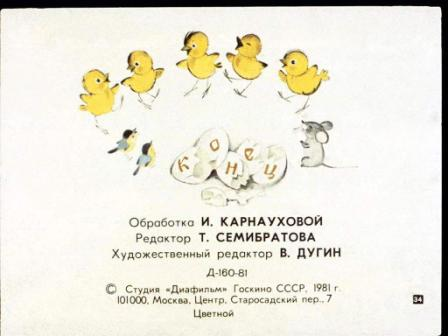 конец
Обработка И. КАРНАУХОВОЙ
Редактор Т. СЕМИБРАТОВА
Художественный редактор В. ДУГИН
Д-160-81
© Студия «Диафильм» Госкино СССР, 1981 г.
101000, Москва, Центр, Старосадский пер., 7
Цветной
34